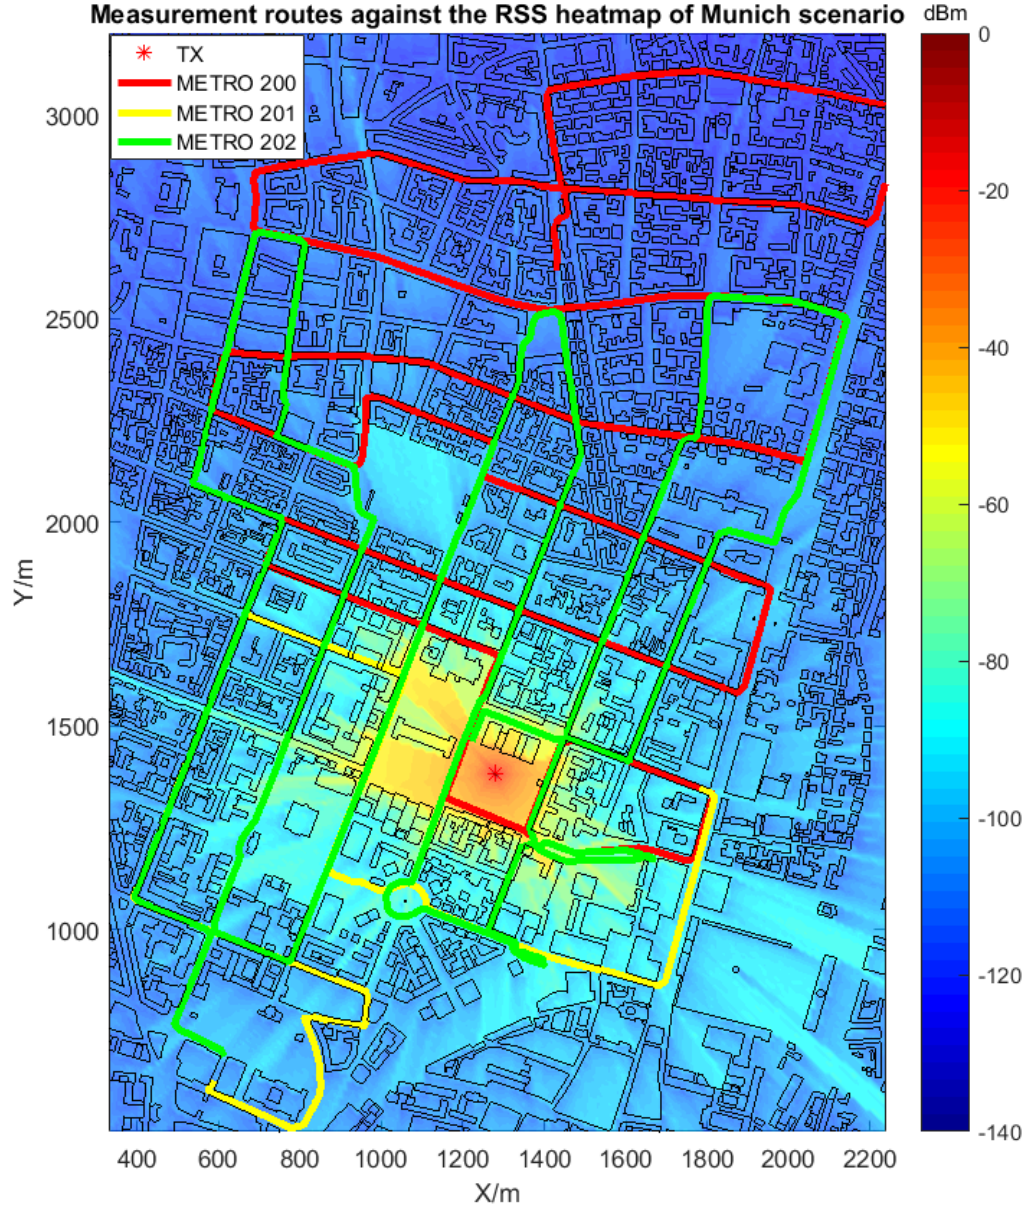 Measurement routes against the RSS heatmap of Munich scenario
dBm
TX
METRO 200
METRO 201
METRO 202
3000
2500
2000
1500
1000
Y/m
400 600 800 1000 1200 1400 1600 1800 2000 2200
X/m
0
-20
-40
-60
-80
-100
-120
-140